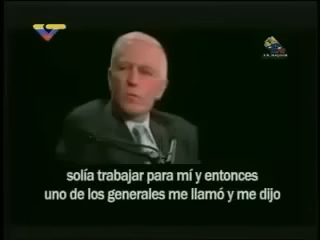 solía trabajar para mí y entonces
uno de los generales me llamó y me dijo